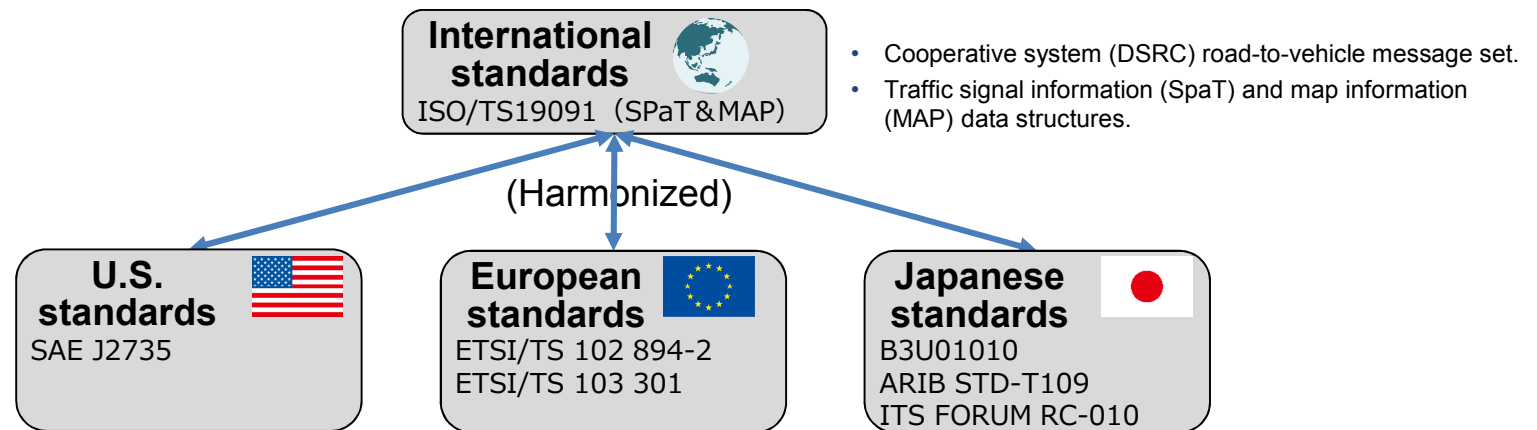 International
standards
ISO/TS19091（SPaT＆MAP）
• Cooperative system (DSRC) road-to-vehicle message set.
• Traffic signal information (SpaT) and map information
(MAP) data structures.
(Harmonized)
U.S.
standards
SAE J2735
European
standards
ETSI/TS 102 894-2
ETSI/TS 103 301
Japanese
standards
B3U01010
ARIB STD-T109
ITS FORUM RC-010